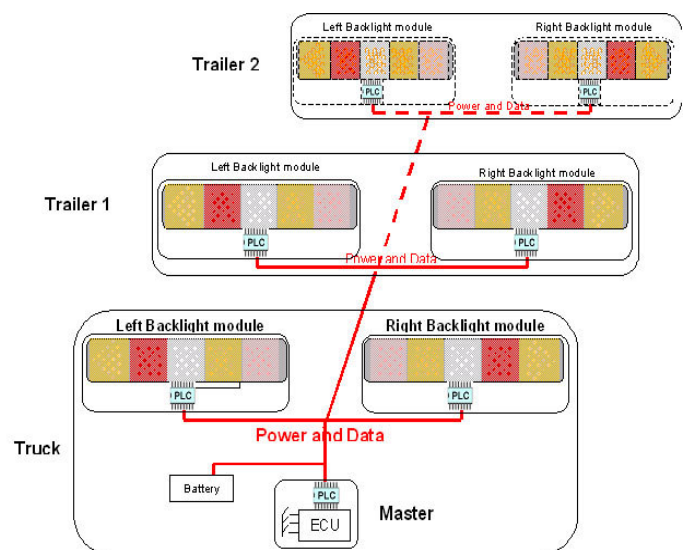 Left Backlight module
Right Backlight module
Trailer 2
PLC
PLC
Power and Data
Left Backlight module
Right Backlight module
Trailer 1
PLC
PLC
Power and Data
Left Backlight module
Right Backlight module
PLC
PLC
Power and Data
Truck
Battery
PLC
Master
ECU